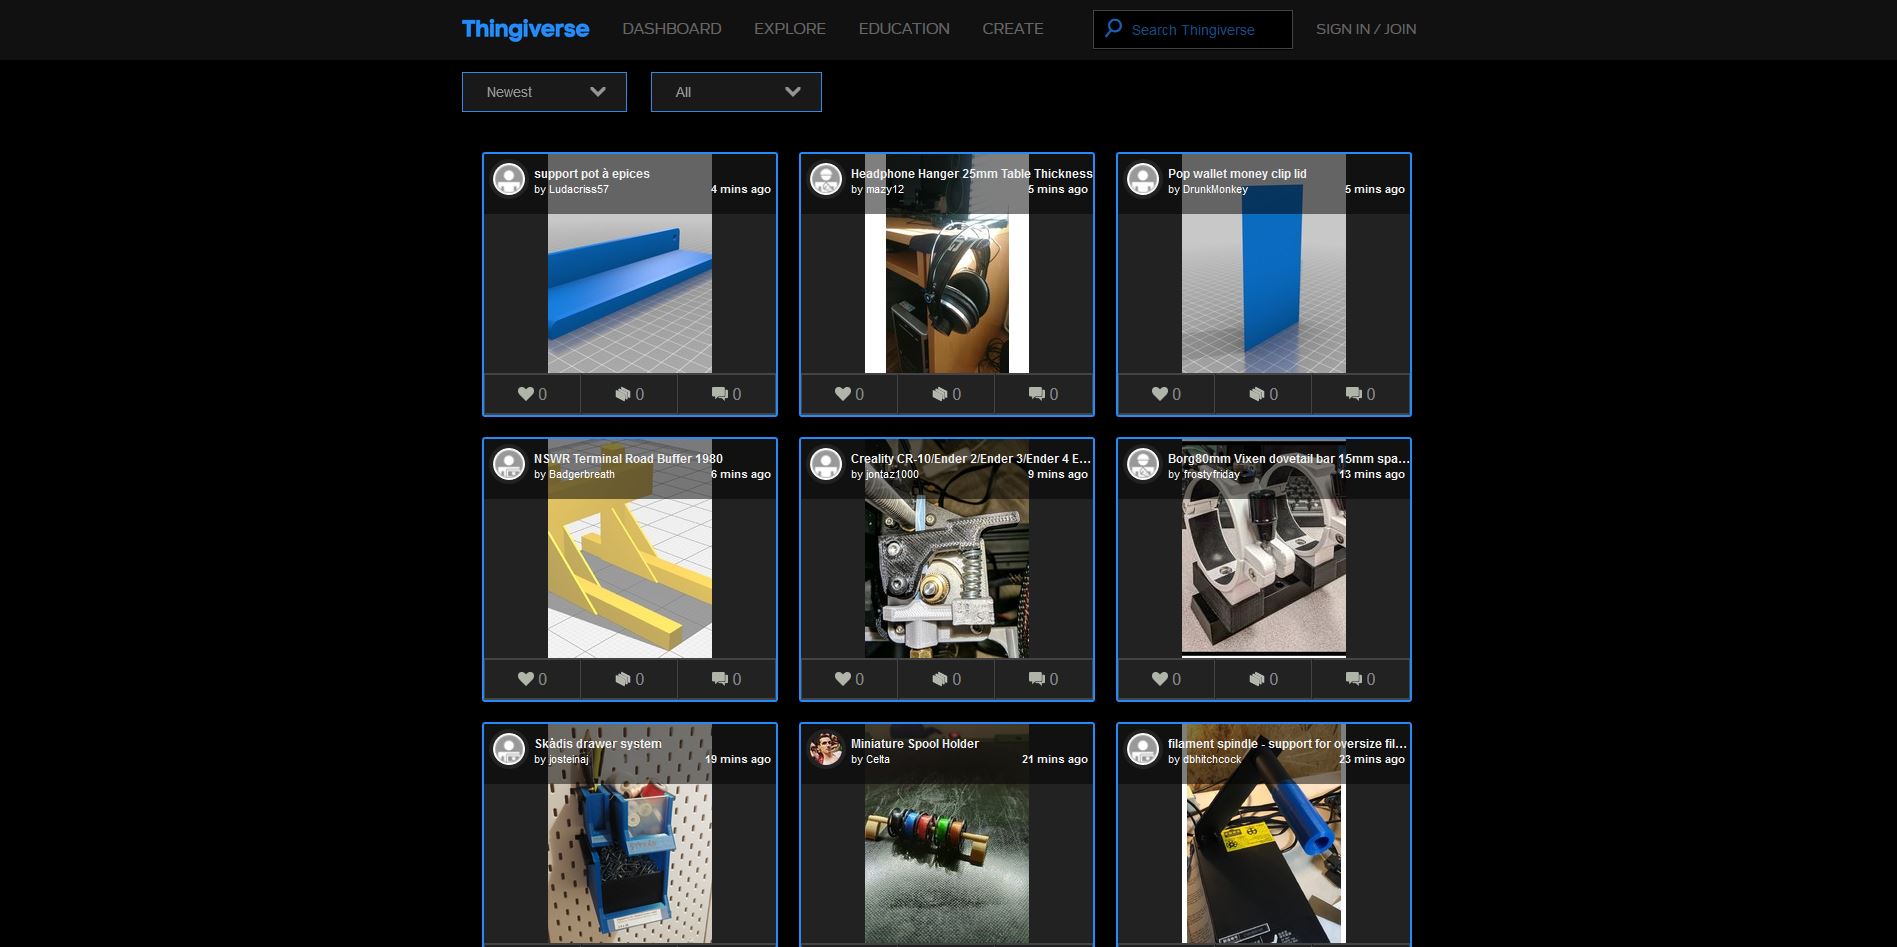 Thingiverse DASHBOARD EXPLORE EDUCATION CREATE Search Thingiverse SIGN IN / JOIN
Newest All
support pot à epices
by Ludacriss57 4 mins ago
0 0 0
Headphone Hanger 25mm Table Thickness
by mazy12 5 mins ago
0 0 0
Pop wallet money clip lid
by DrunkMonkey 5 mins ago
0 0 0
NSWR Terminal Road Buffer 1980
by Badgerbreath 6 mins ago
0 0 0
Creality CR-10/Ender 2/Ender 3/Ender 4 E...
by jontaz1000 9 mins ago
0 0 0
Borg80mm Vixen dovetail bar 15mm spa...
by frostyfriday 13 mins ago
0 0 0
Skådis drawer system
by josteinaj 19 mins ago
Miniature Spool Holder
by Celta 21 mins ago
filament spindle - support for oversize fil...
by dbhitchcock 23 mins ago